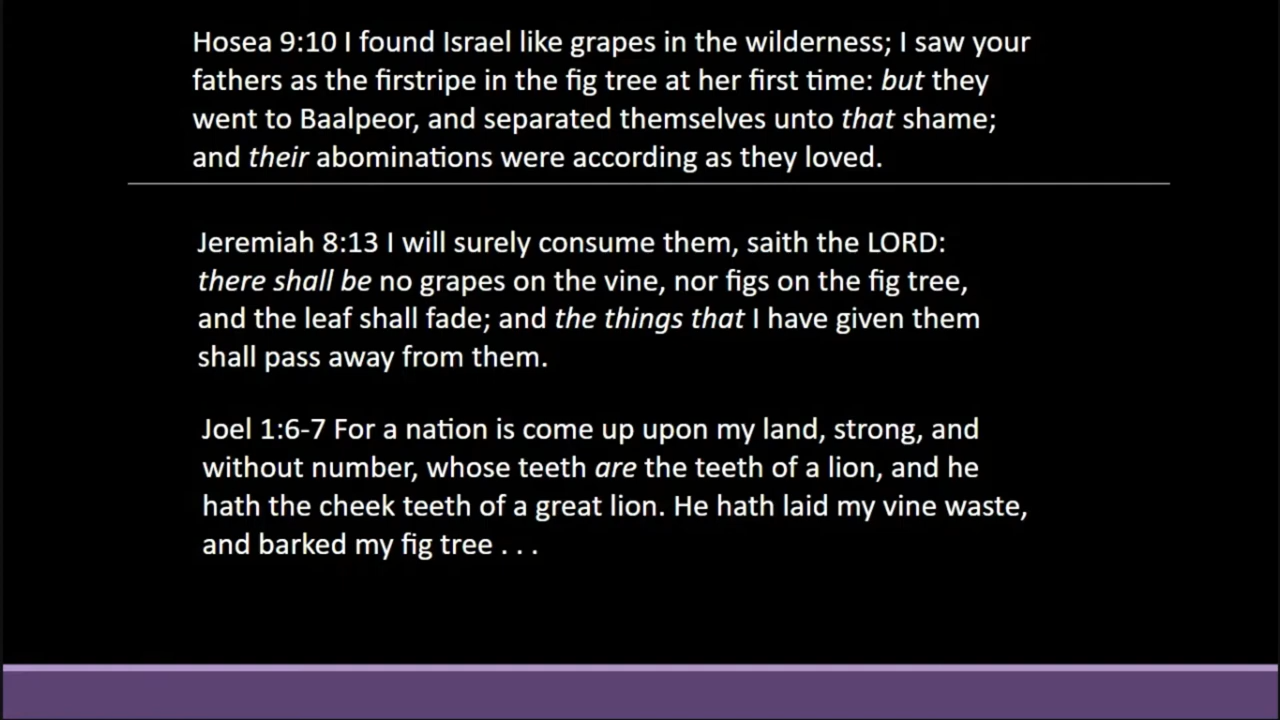 Hosea 9:10 I found Israel like grapes in the wilderness; I saw your
fathers as the firstripe in the fig tree at her first time: but they
went to Baalpeor, and separated themselves unto that shame;
and their abominations were according as they loved.
Jeremiah 8:13 I will surely consume them, saith the LORD:
there shall be no grapes on the vine, nor figs on the fig tree,
and the leaf shall fade; and the things that I have given them
shall pass away from them.
Joel 1:6-7 For a nation is come up upon my land, strong, and
without number, whose teeth are the teeth of a lion, and he
hath the cheek teeth of a great lion. He hath laid my vine waste,
and barked my fig tree . . .